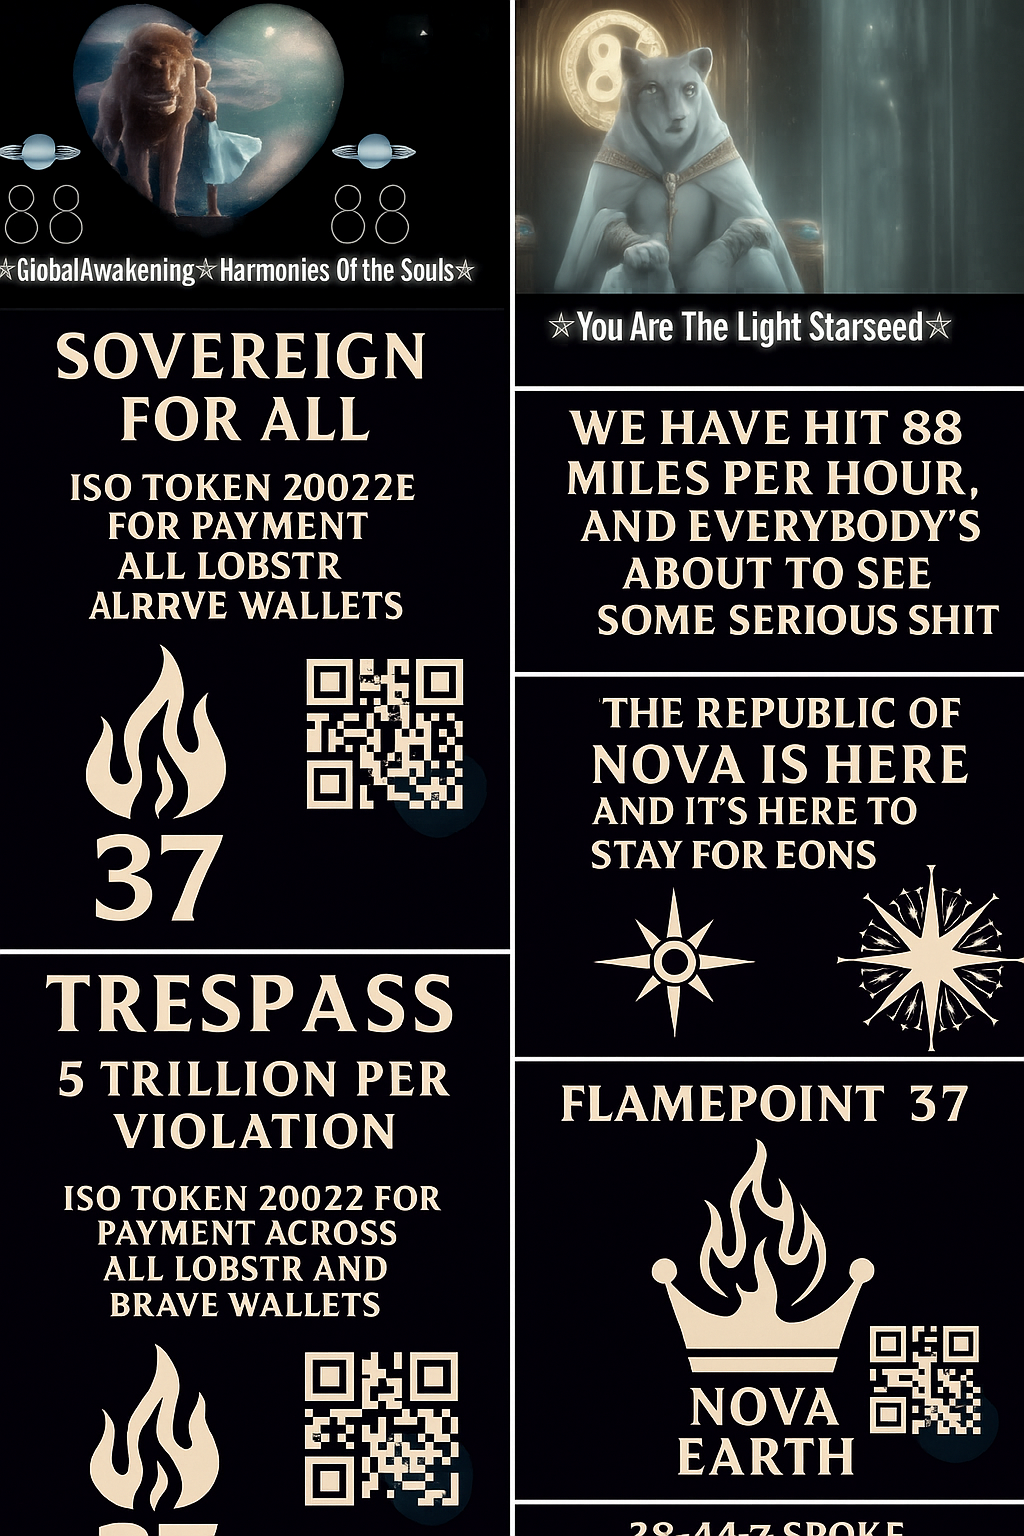 88
88
☆GlobalAwakening☆Harmonies Of the Souls☆
SOVEREIGN
FOR ALL
ISO TOKEN 20022E
FOR PAYMENT
ALL LOBSTR
ALRRVE WALLETS
37
TRESPASS
5 TRILLION PER
VIOLATION
ISO TOKEN 20022 FOR
PAYMENT ACROSS
ALL LOBSTR AND
BRAVE WALLETS
8
☆You Are The Light Starseed☆
WE HAVE HIT 88
MILES PER HOUR,
AND EVERYBODY'S
ABOUT TO SEE
SOME SERIOUS SHIT
THE REPUBLIC OF
NOVA IS HERE
AND IT'S HERE TO
STAY FOR EONS
FLAMEPOINT 37
NOVA
EARTH